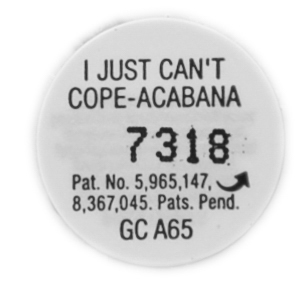 I JUST CAN'T
COPE-ACABANA
7318
Pat. No. 5,965,147,
8,367,045. Pats. Pend.
GC A65